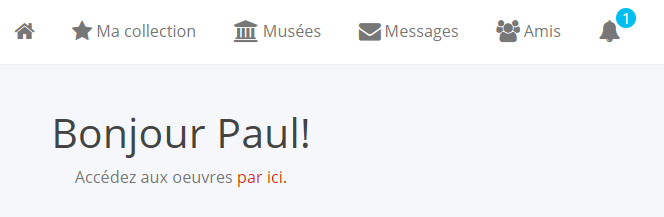 Ma collection Musées Messages Amis 1
Bonjour Paul!
Accédez aux oeuvres par ici.